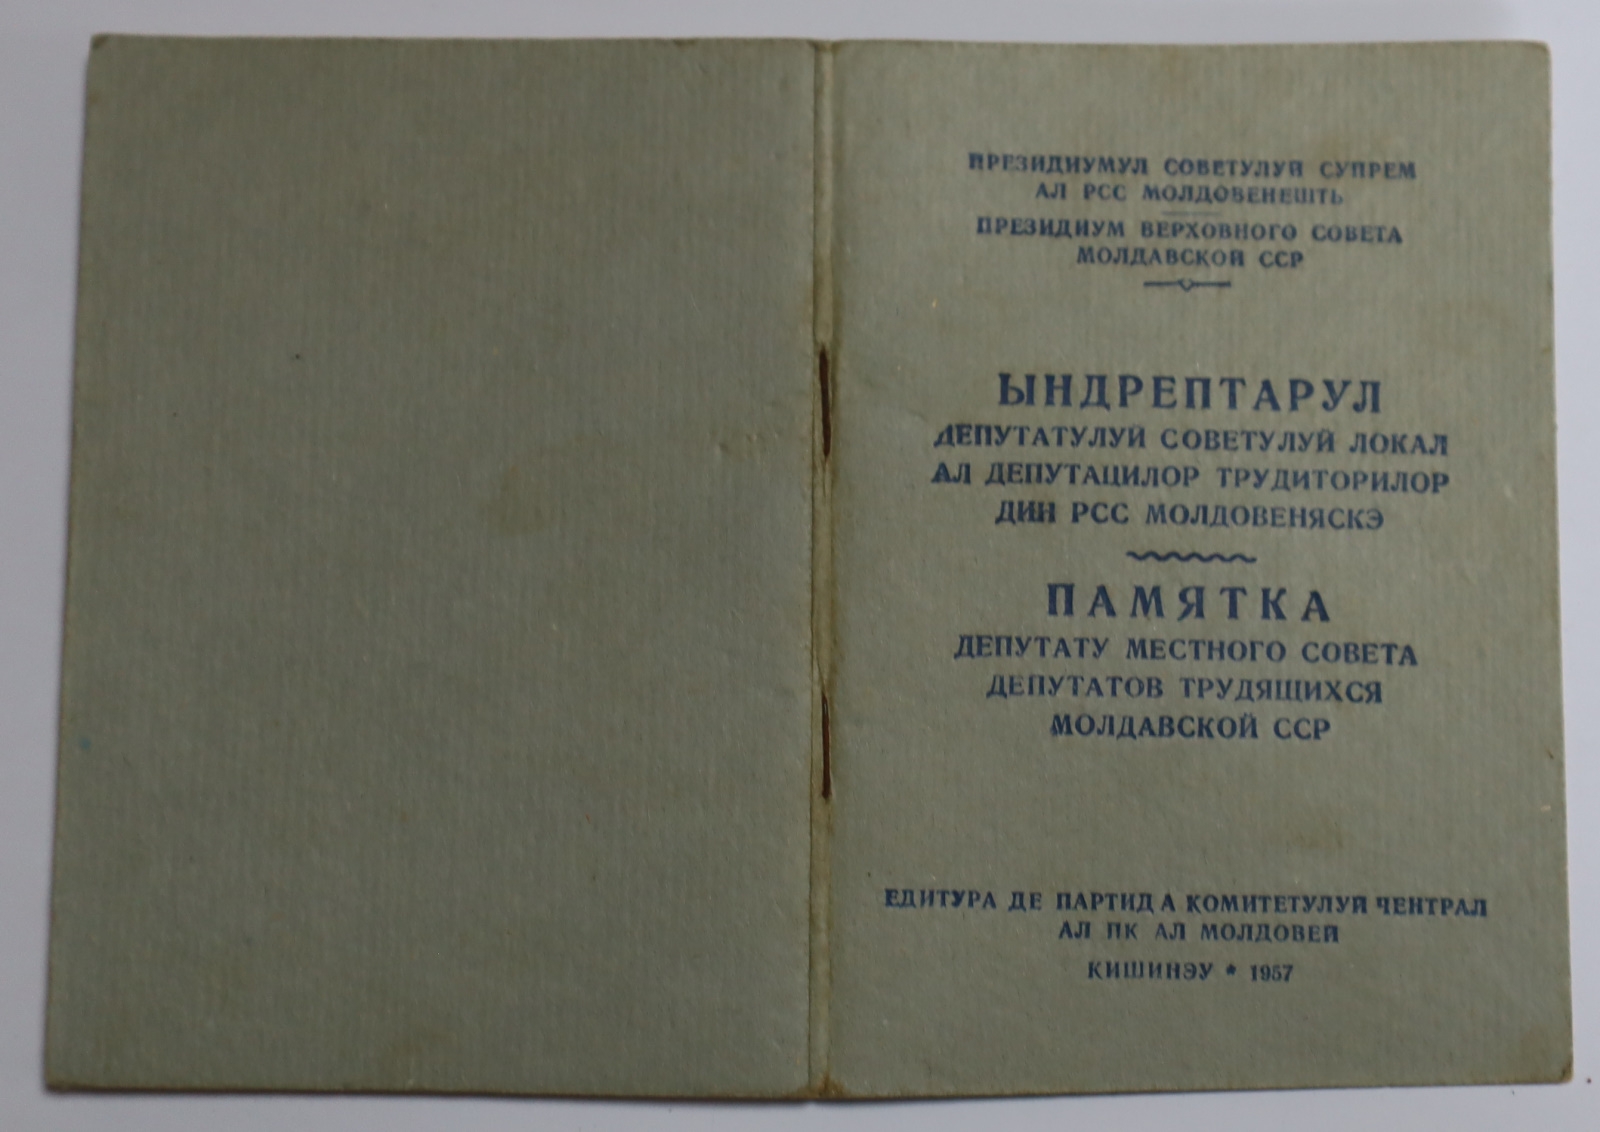 ПРЕЗИДИУМУЛ СОВЕТУЛУЙ СУПРЕМ
АЛ РСС МОЛДОВЕНЕШТЬ
ПРЕЗИДИУМ ВЕРХОВНОГО СОВЕТА
МОЛДАВСКОЙ ССР
ЫНДРЕПТАРУЛ
ДЕПУТАТУЛУЙ СОВЕТУЛУЙ ЛОКАЛ
АЛ ДЕПУТАЦИЛОР ТРУДИТОРИЛОР
ДИН РСС МОЛДОВЕНЯСКЭ
ПАМЯТКА
ДЕПУТАТУ МЕСТНОГО СОВЕТА
ДЕПУТАТОВ ТРУДЯЩИХСЯ
МОЛДАВСКОЙ ССР
ЕДИТУРА ДЕ ПАРТИД А КОМИТЕТУЛУЙ ЧЕНТРАЛ
АЛ ПК АЛ МОЛДОВЕЙ
КИШИНЭУ * 1957